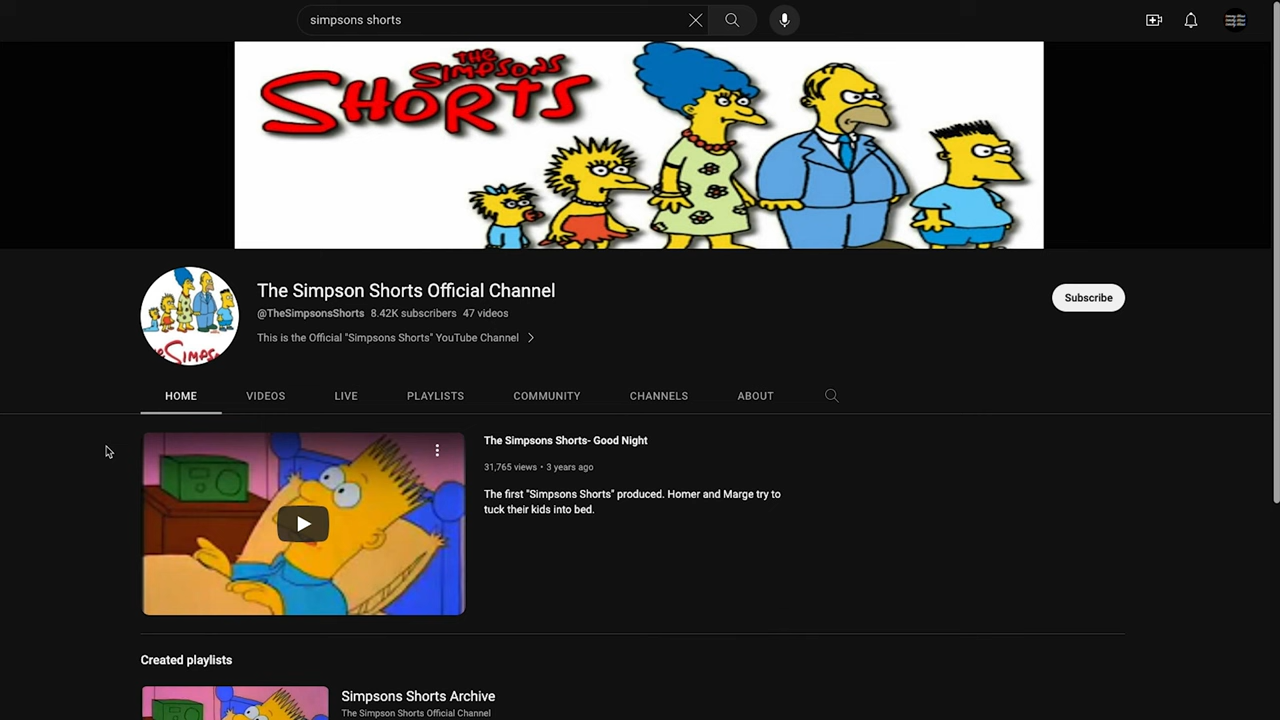 simpsons shorts
THE
SIMPSONS
SHORTS
The Simpson Shorts Official Channel
@TheSimpsonsShorts 8.42K subscribers 47 videos
This is the Official "Simpsons Shorts" YouTube Channel
Subscribe
HOME VIDEOS LIVE PLAYLISTS COMMUNITY CHANNELS ABOUT
The Simpsons Shorts- Good Night
31,765 views • 3 years ago
The first "Simpsons Shorts" produced. Homer and Marge try to
tuck their kids into bed.
Created playlists
Simpsons Shorts Archive
The Simpson Shorts Official Channel